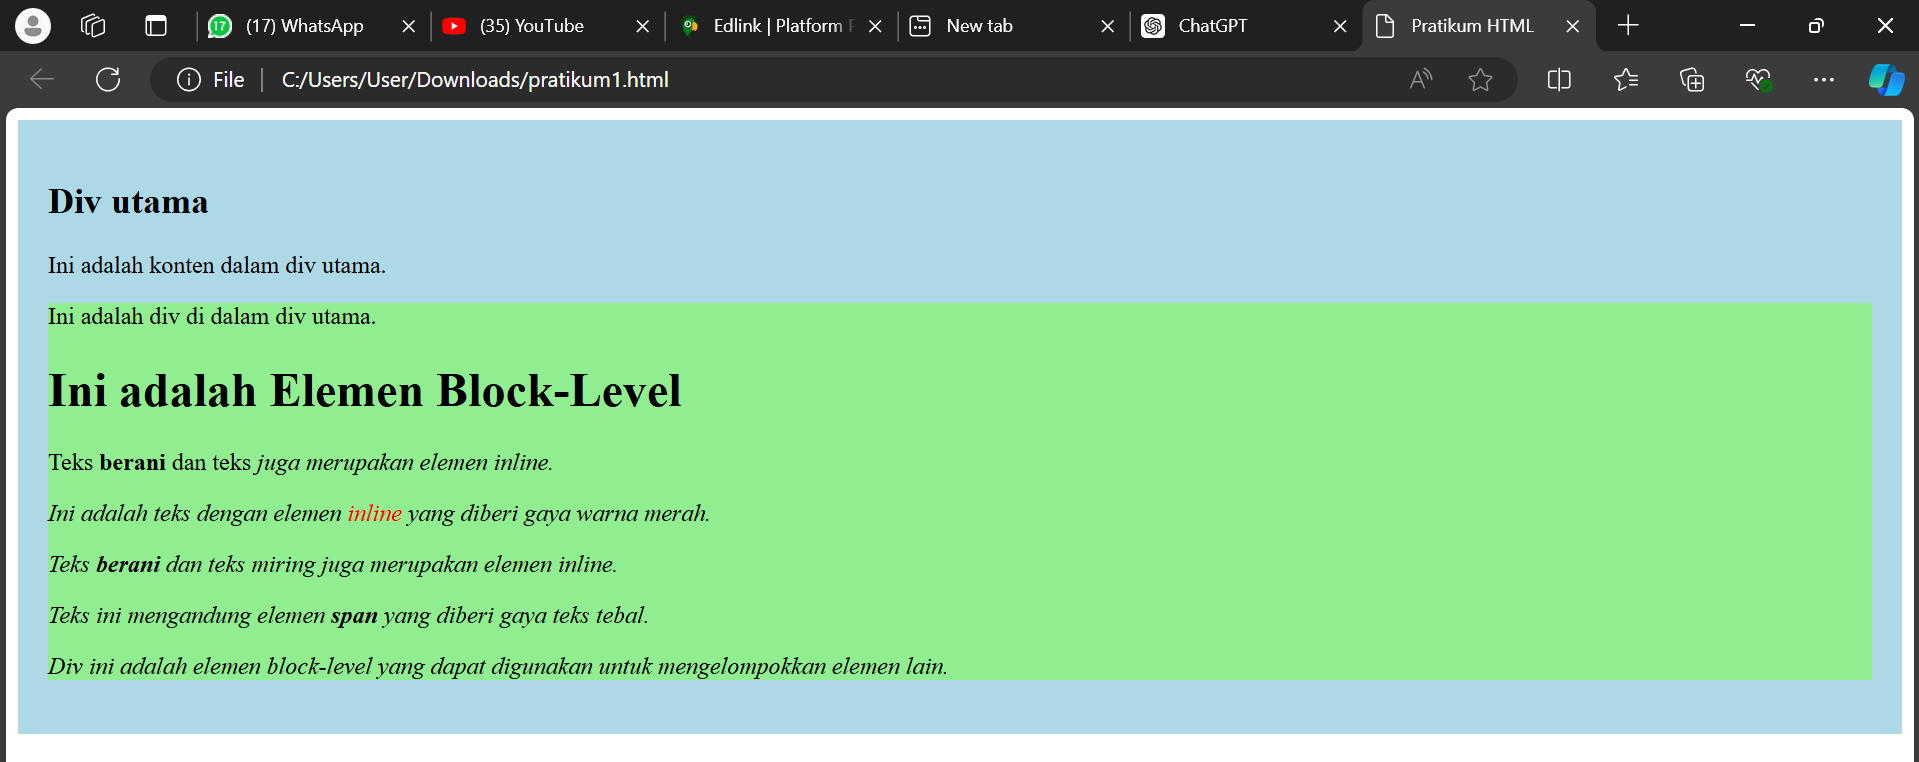 (17) WhatsApp
(35) YouTube
Edlink | Platform
New tab
ChatGPT
Pratikum HTML
File
C:/Users/User/Downloads/pratikum1.html
Div utama
Ini adalah konten dalam div utama.
Ini adalah div di dalam div utama.
Ini adalah Elemen Block-Level
Teks berani dan teks juga merupakan elemen inline.
Ini adalah teks dengan elemen inline yang diberi gaya warna merah.
Teks berani dan teks miring juga merupakan elemen inline.
Teks ini mengandung elemen span yang diberi gaya teks tebal.
Div ini adalah elemen block-level yang dapat digunakan untuk mengelompokkan elemen lain.